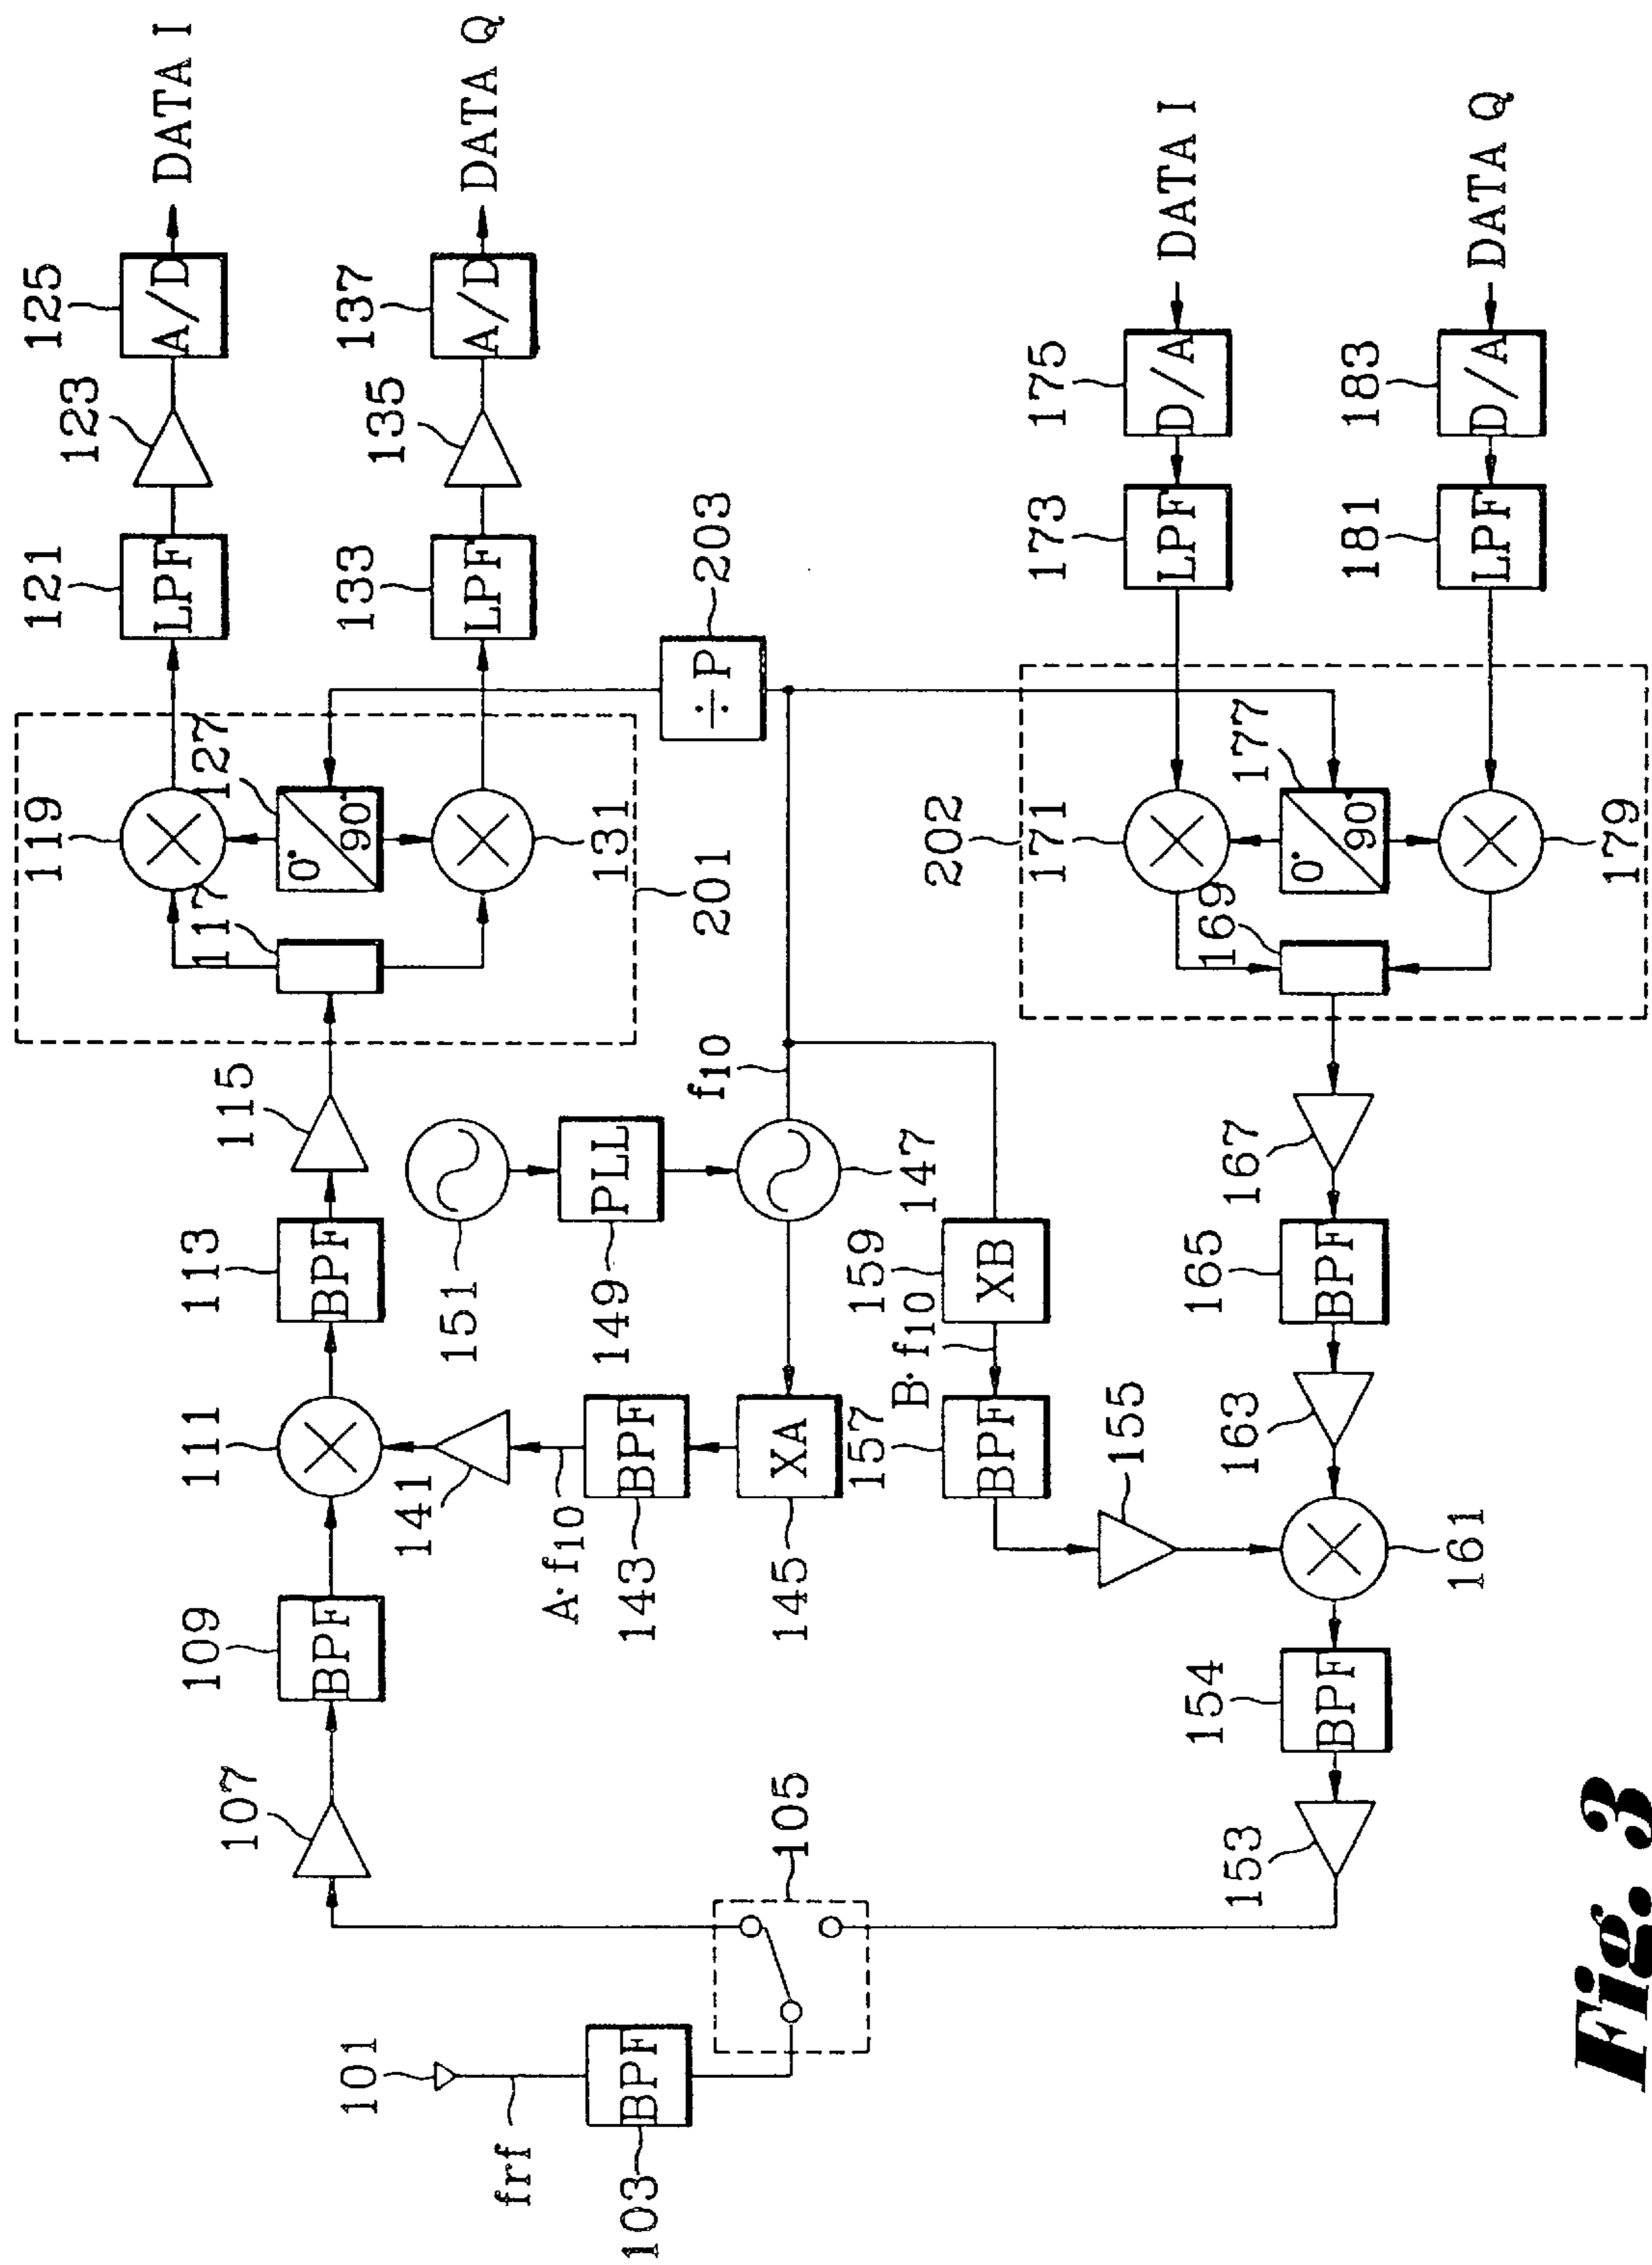 101
frf
BPF
103
105
107
BPF
109
111
BPF
113
115
117
119
127
0° 90°
131
201
LPF
121
123
A/D
125
DATA I
LPF
133
135
A/D
137
DATA Q
÷P
203
151
PLL
149
147
f10
XA
145
BPF
143
A·f10
141
XB
159
B·f10
BPF
157
155
161
BPF
154
153
163
BPF
165
167
169
171
202
0° 90°
177
179
LPF
173
D/A
175
DATA I
LPF
181
D/A
183
DATA Q
Fig. 3